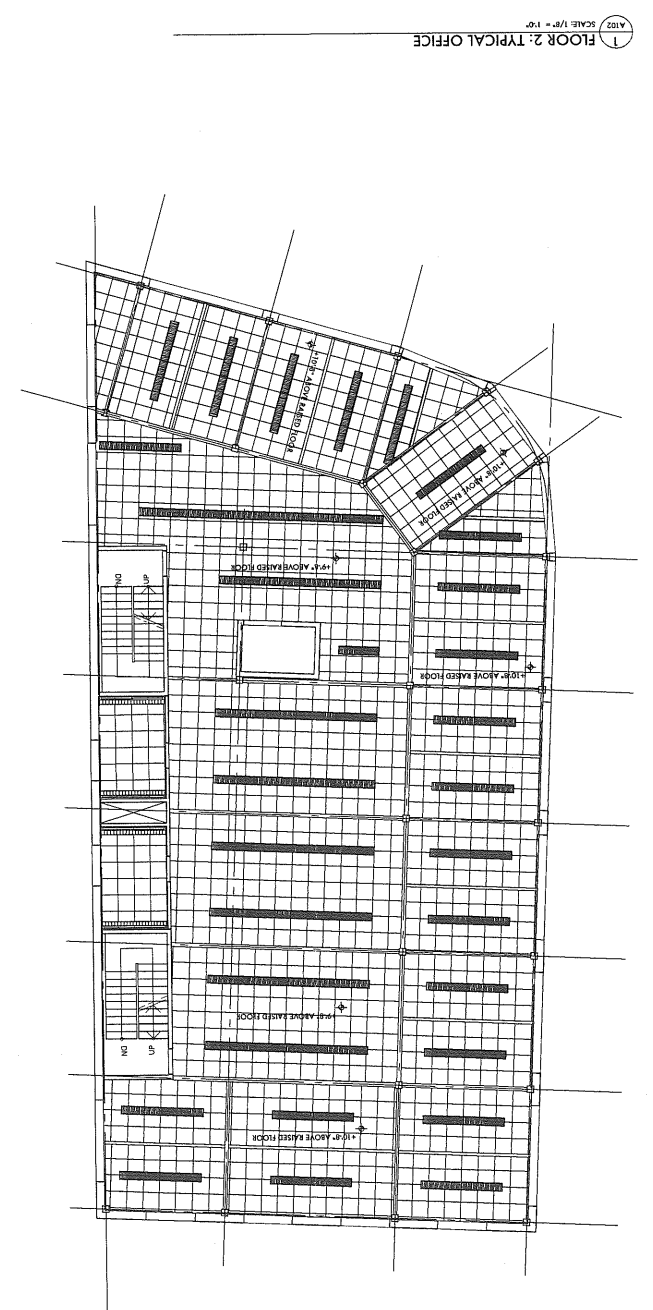 1
A102
FLOOR 2: TYPICAL OFFICE
SCALE: 1/8" = 1'-0"
+10'-8" ABOVE RAISED FLOOR
+10'-8" ABOVE RAISED FLOOR
+9'-6" ABOVE RAISED FLOOR
DN
UP
+10'-8" ABOVE RAISED FLOOR
+9'-6" ABOVE RAISED FLOOR
DN
UP
+10'-8" ABOVE RAISED FLOOR